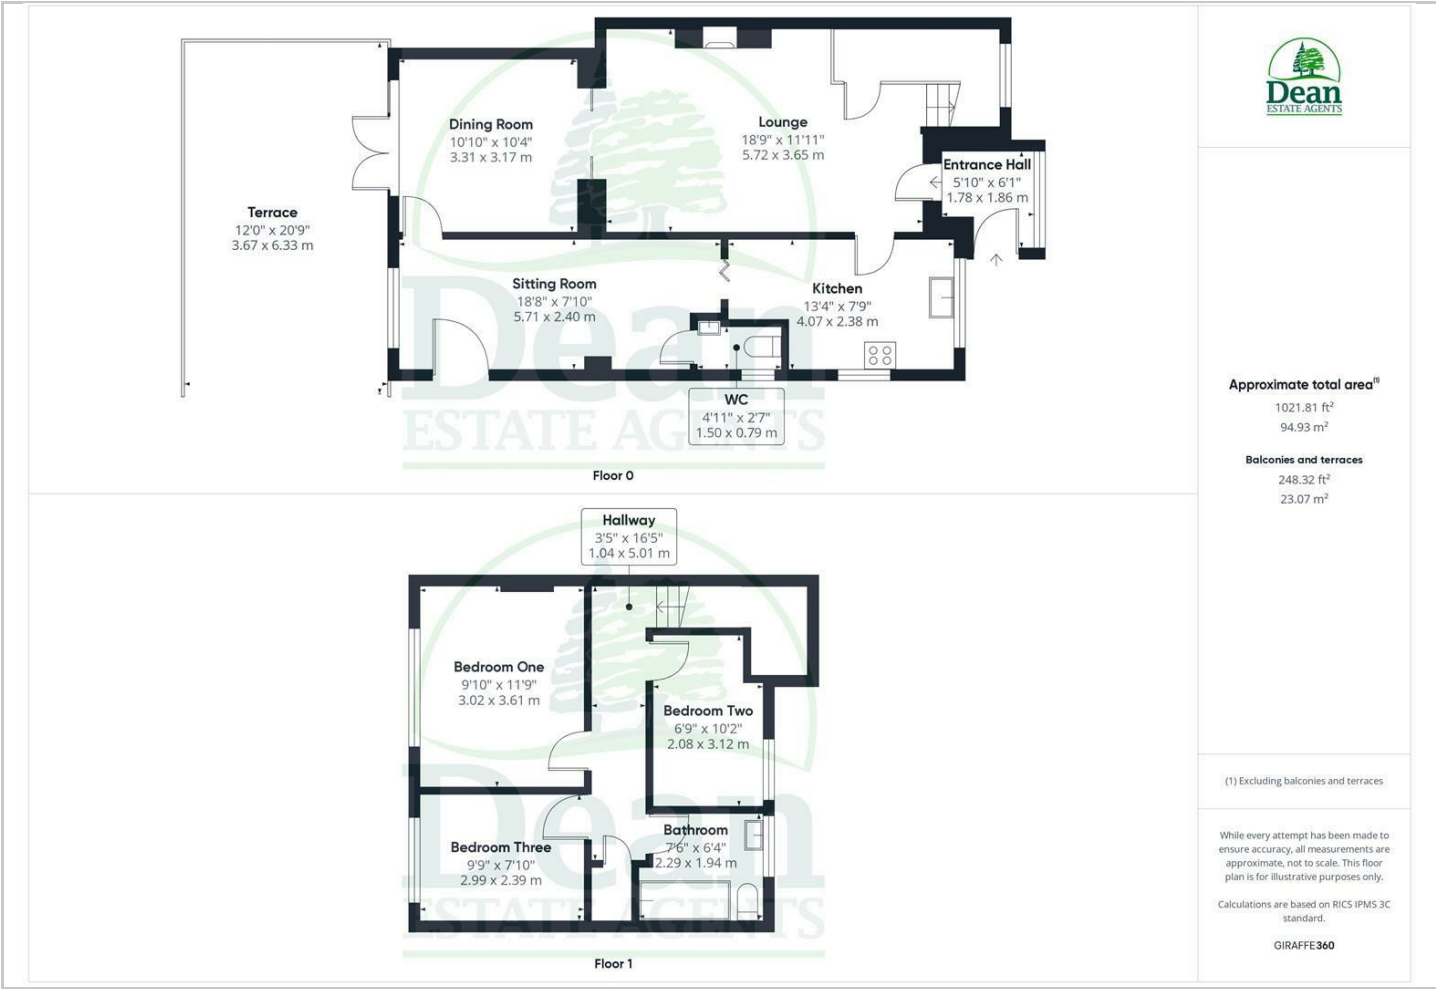 Dining Room
10'10" x 10'4"
3.31 x 3.17 m
Lounge
18'9" x 11'11"
5.72 x 3.65 m
Entrance Hall
5'10" x 6'1"
1.78 x 1.86 m
Terrace
12'0" x 20'9"
3.67 x 6.33 m
Sitting Room
18'8" x 7'10"
5.71 x 2.40 m
Kitchen
13'4" x 7'9"
4.07 x 2.38 m
WC
4'11" x 2'7"
1.50 x 0.79 m
Dean
ESTATE AGENTS
Floor 0
Hallway
3'5" x 16'5"
1.04 x 5.01 m
Bedroom One
9'10" x 11'9"
3.02 x 3.61 m
Bedroom Two
6'9" x 10'2"
2.08 x 3.12 m
Bedroom Three
9'9" x 7'10"
2.99 x 2.39 m
Bathroom
7'6" x 6'4"
2.29 x 1.94 m
Dean
ESTATE AGENTS
Floor 1
Dean
ESTATE AGENTS
Approximate total area⁽¹⁾
1021.81 ft²
94.93 m²
Balconies and terraces
248.32 ft²
23.07 m²
(1) Excluding balconies and terraces
While every attempt has been made to
ensure accuracy, all measurements are
approximate, not to scale. This floor
plan is for illustrative purposes only.
Calculations are based on RICS IPMS 3C
standard.
GIRAFFE360